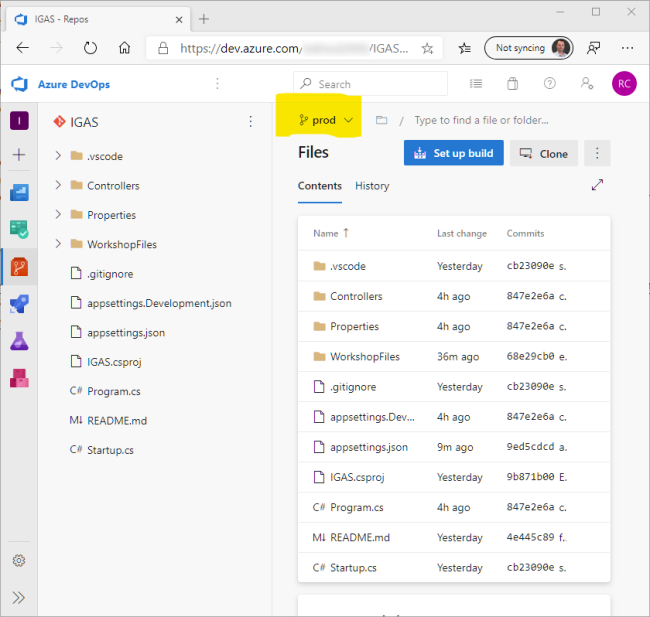 IGAS - Repos
https://dev.azure.com/ /IGAS...
Not syncing
Azure DevOps
Search
RC
I
IGAS
prod
/
Type to find a file or folder...
Files
Set up build
Clone
Contents
History
.vscode
Controllers
Properties
WorkshopFiles
.gitignore
appsettings.Development.json
appsettings.json
IGAS.csproj
C# Program.cs
M↓ README.md
C# Startup.cs
Name ↑ Last change Commits
.vscode Yesterday cb23090e s.
Controllers 4h ago 847e2e6a c.
Properties 4h ago 847e2e6a c.
WorkshopFiles 36m ago 68e29cb0 e.
.gitignore Yesterday cb23090e s.
appsettings.Dev... 4h ago 847e2e6a c.
appsettings.json 9m ago 9ed5cdcd a.
IGAS.csproj Yesterday 9b871b00 E.
C# Program.cs 4h ago 847e2e6a c.
M↓ README.md Yesterday 4e445c89 f.
C# Startup.cs Yesterday cb23090e s.